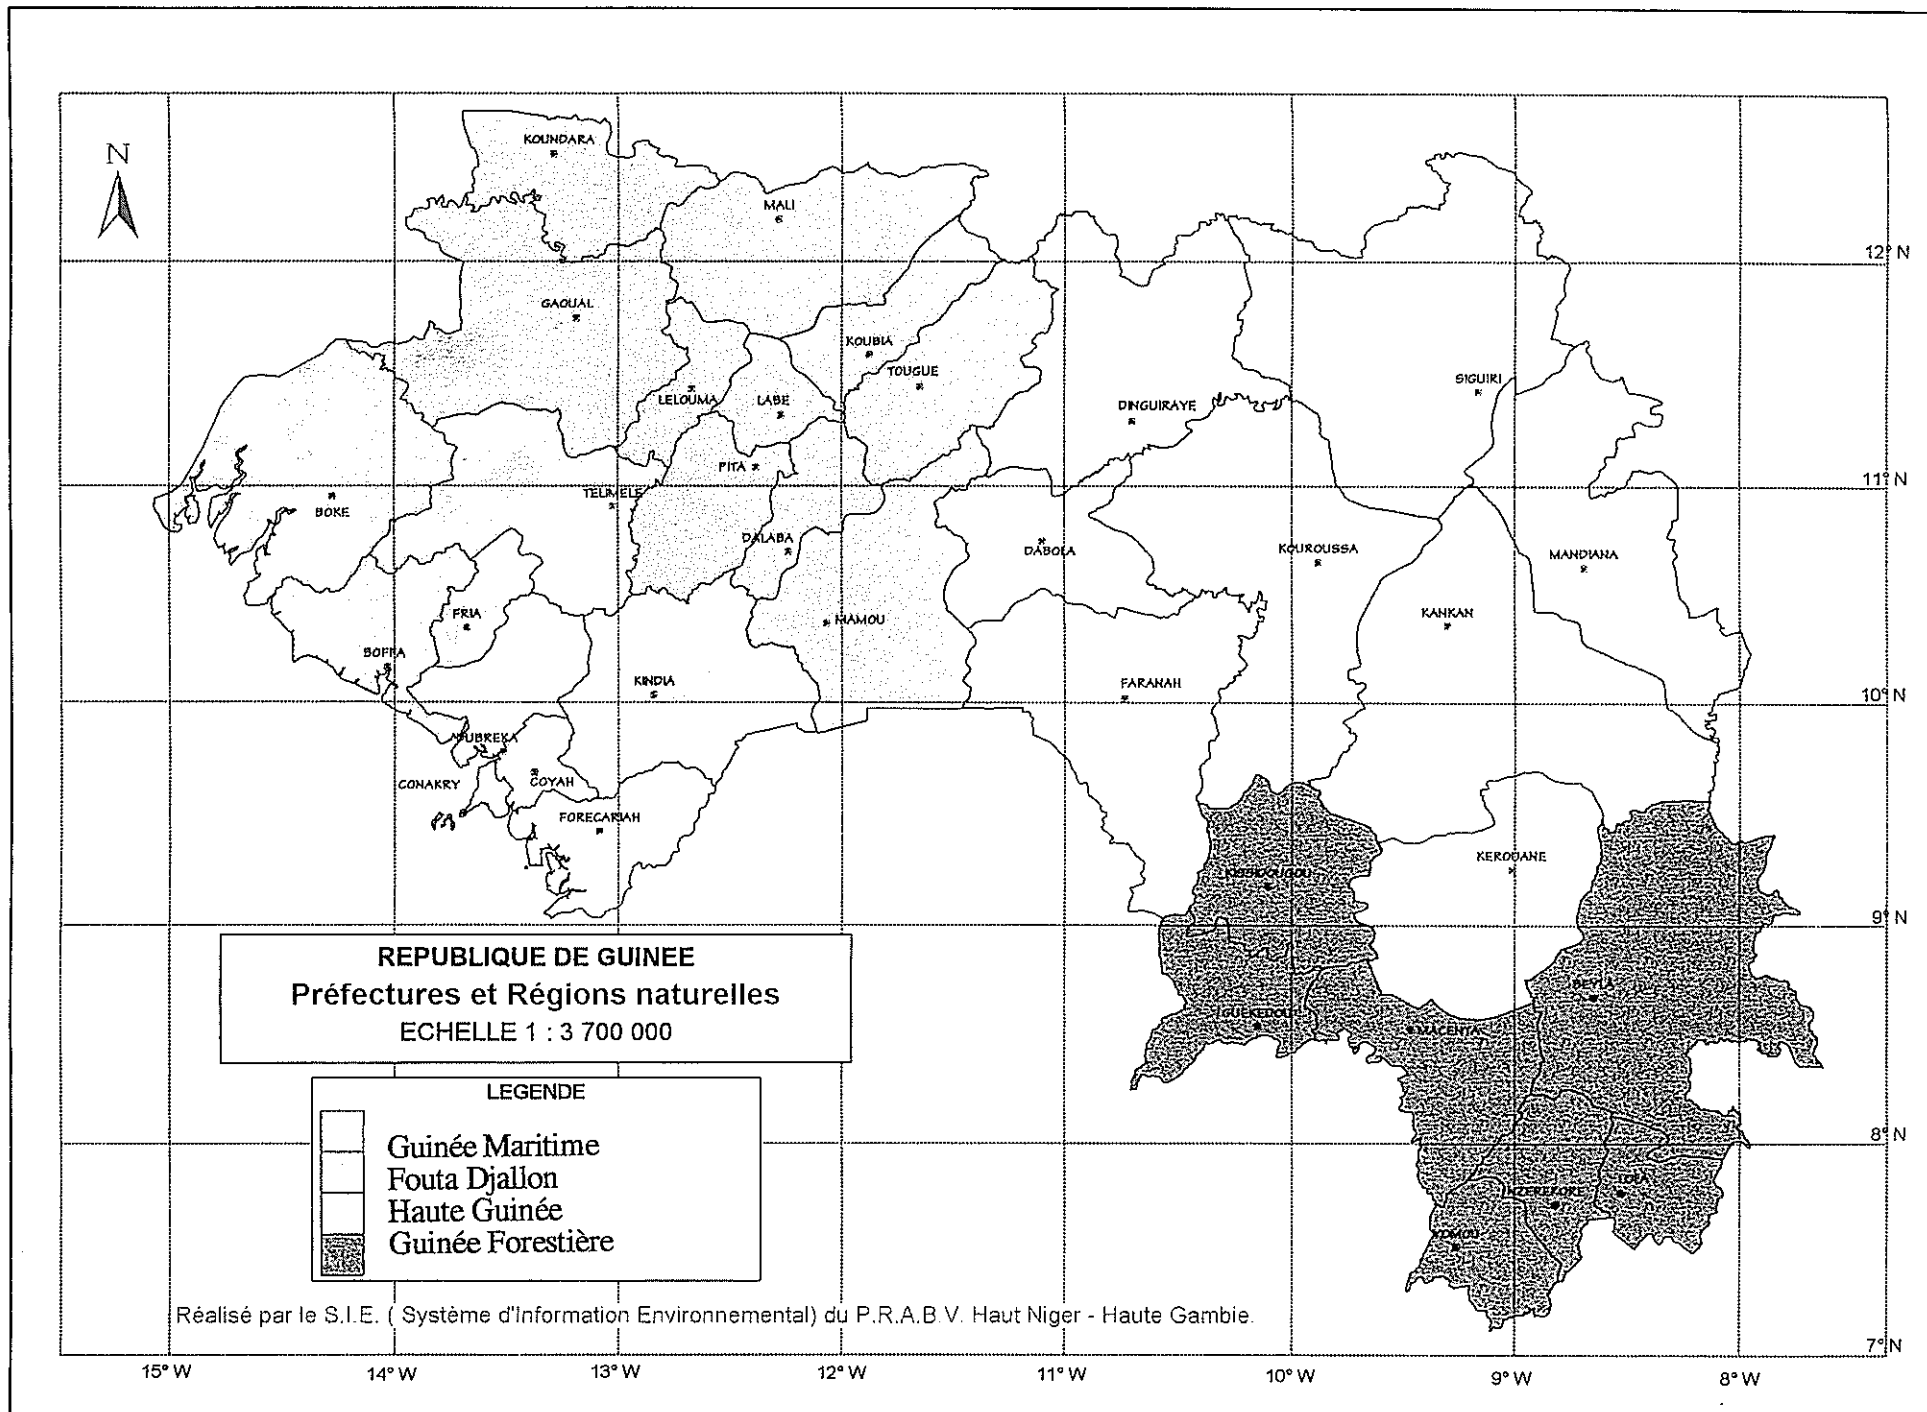 N
KOUNDARA
MALI
12° N
GAOUAL
KOUBIA
TOUGUE
SIGUIRI
LELOUMA
LABE
DINGUIRAYE
PITA
11° N
TELIMELE
BOKE
DALABA
DABOLA
KOUROUSSA
MANDIANA
FRIA
MAMOU
KANKAN
BOFFA
KINDIA
FARANAH
10° N
DUBREKA
CONAKRY
COYAH
FORECARIAH
KEROUANE
KISSIDOUGOU
9° N
REPUBLIQUE DE GUINEE
Préfectures et Régions naturelles
ECHELLE 1 : 3 700 000
BEYLA
GUEKEDOU
MACENTA
LEGENDE
Guinée Maritime
Fouta Djallon
Haute Guinée
Guinée Forestière
8° N
LOLA
NZEREKORE
YOMOU
Réalisé par le S.I.E. ( Système d'Information Environnemental) du P.R.A.B.V. Haut Niger - Haute Gambie.
7° N
15° W
14° W
13° W
12° W
11° W
10° W
9° W
8° W